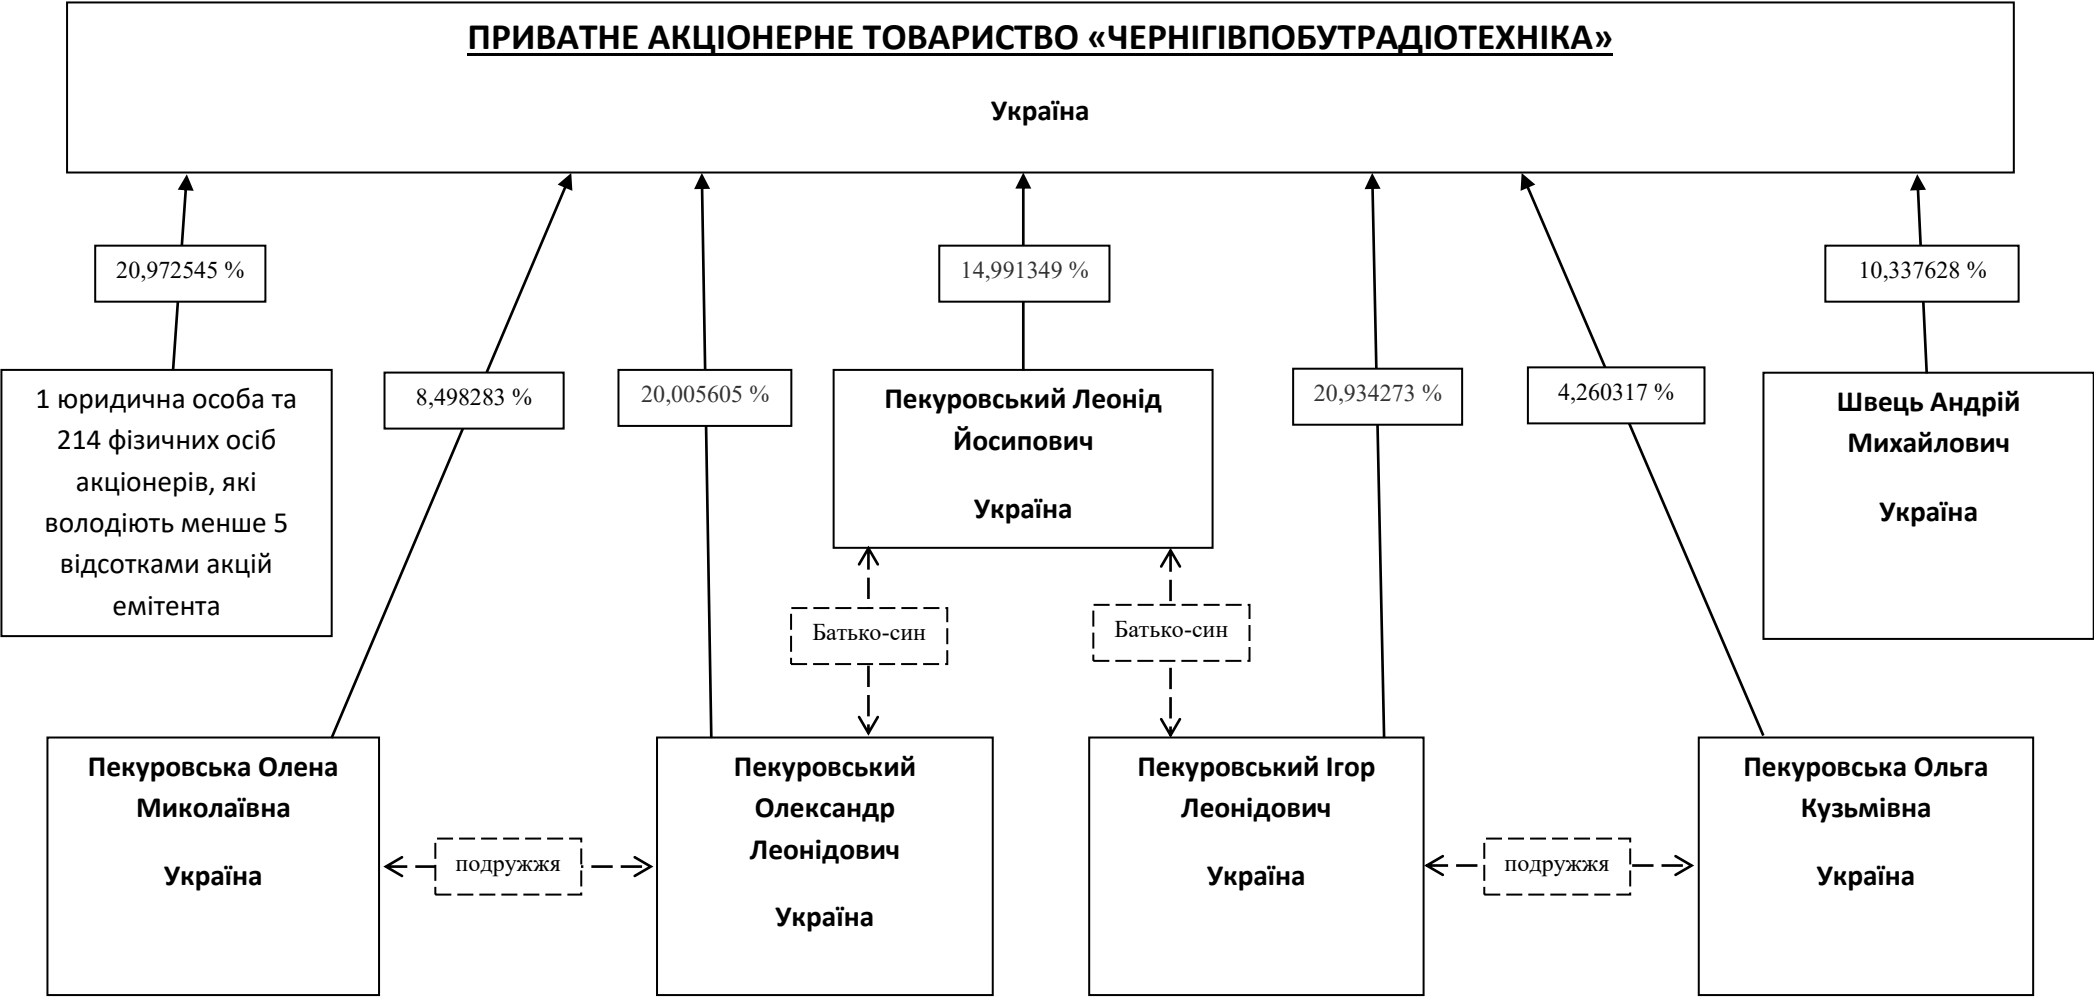 ПРИВАТНЕ АКЦІОНЕРНЕ ТОВАРИСТВО «ЧЕРНІГІВПОБУТРАДІОТЕХНІКА»
Україна
20,972545 %
14,991349 %
10,337628 %
1 юридична особа та
214 фізичних осіб
акціонерів, які
володіють менше 5
відсотками акцій
емітента
8,498283 %
20,005605 %
Пекуровський Леонід
Йосипович
Україна
20,934273 %
4,260317 %
Швець Андрій
Михайлович
Україна
Батько-син
Батько-син
Пекуровська Олена
Миколаївна
Україна
подружжя
Пекуровський
Олександр
Леонідович
Україна
Пекуровський Ігор
Леонідович
Україна
подружжя
Пекуровська Ольга
Кузьмівна
Україна